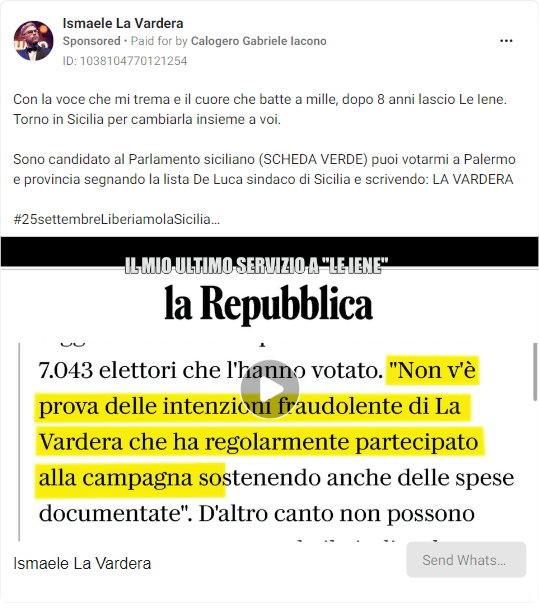 Ismaele La Vardera
Sponsored • Paid for by Calogero Gabriele Iacono
ID: 1038104770121254
Con la voce che mi trema e il cuore che batte a mille, dopo 8 anni lascio Le Iene.
Torno in Sicilia per cambiarla insieme a voi.
Sono candidato al Parlamento siciliano (SCHEDA VERDE) puoi votarmi a Palermo
e provincia segnando la lista De Luca sindaco di Sicilia e scrivendo: LA VARDERA
#25settembreLiberiamolaSicilia...
IL MIO ULTIMO SERVIZIO A "LE IENE"
la Repubblica
7.043 elettori che l'hanno votato. "Non v'è
prova delle intenzioni fraudolente di La
Vardera che ha regolarmente partecipato
alla campagna sostenendo anche delle spese
documentate". D'altro canto non possono
Ismaele La Vardera
Send Whats...